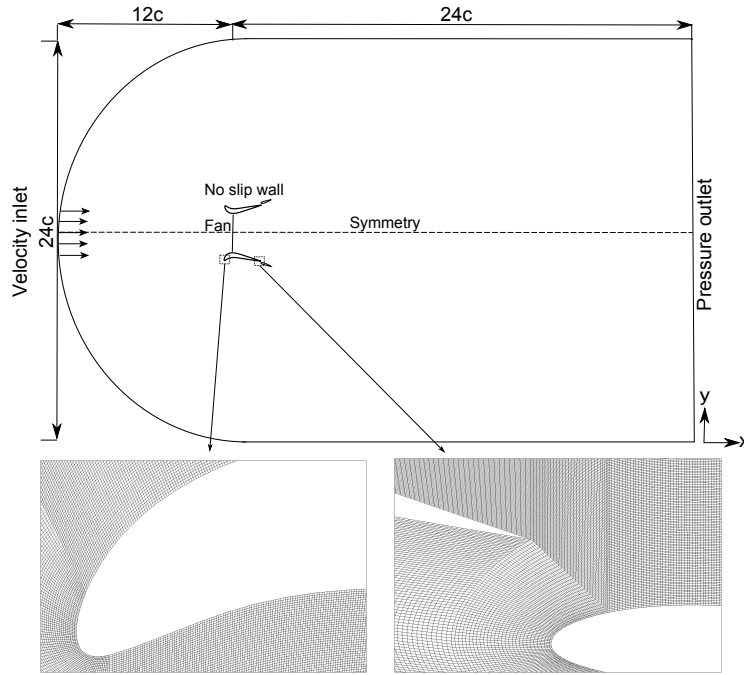 12c
24c
No slip wall
Fan
Symmetry
Velocity inlet
24c
Pressure outlet
y
x